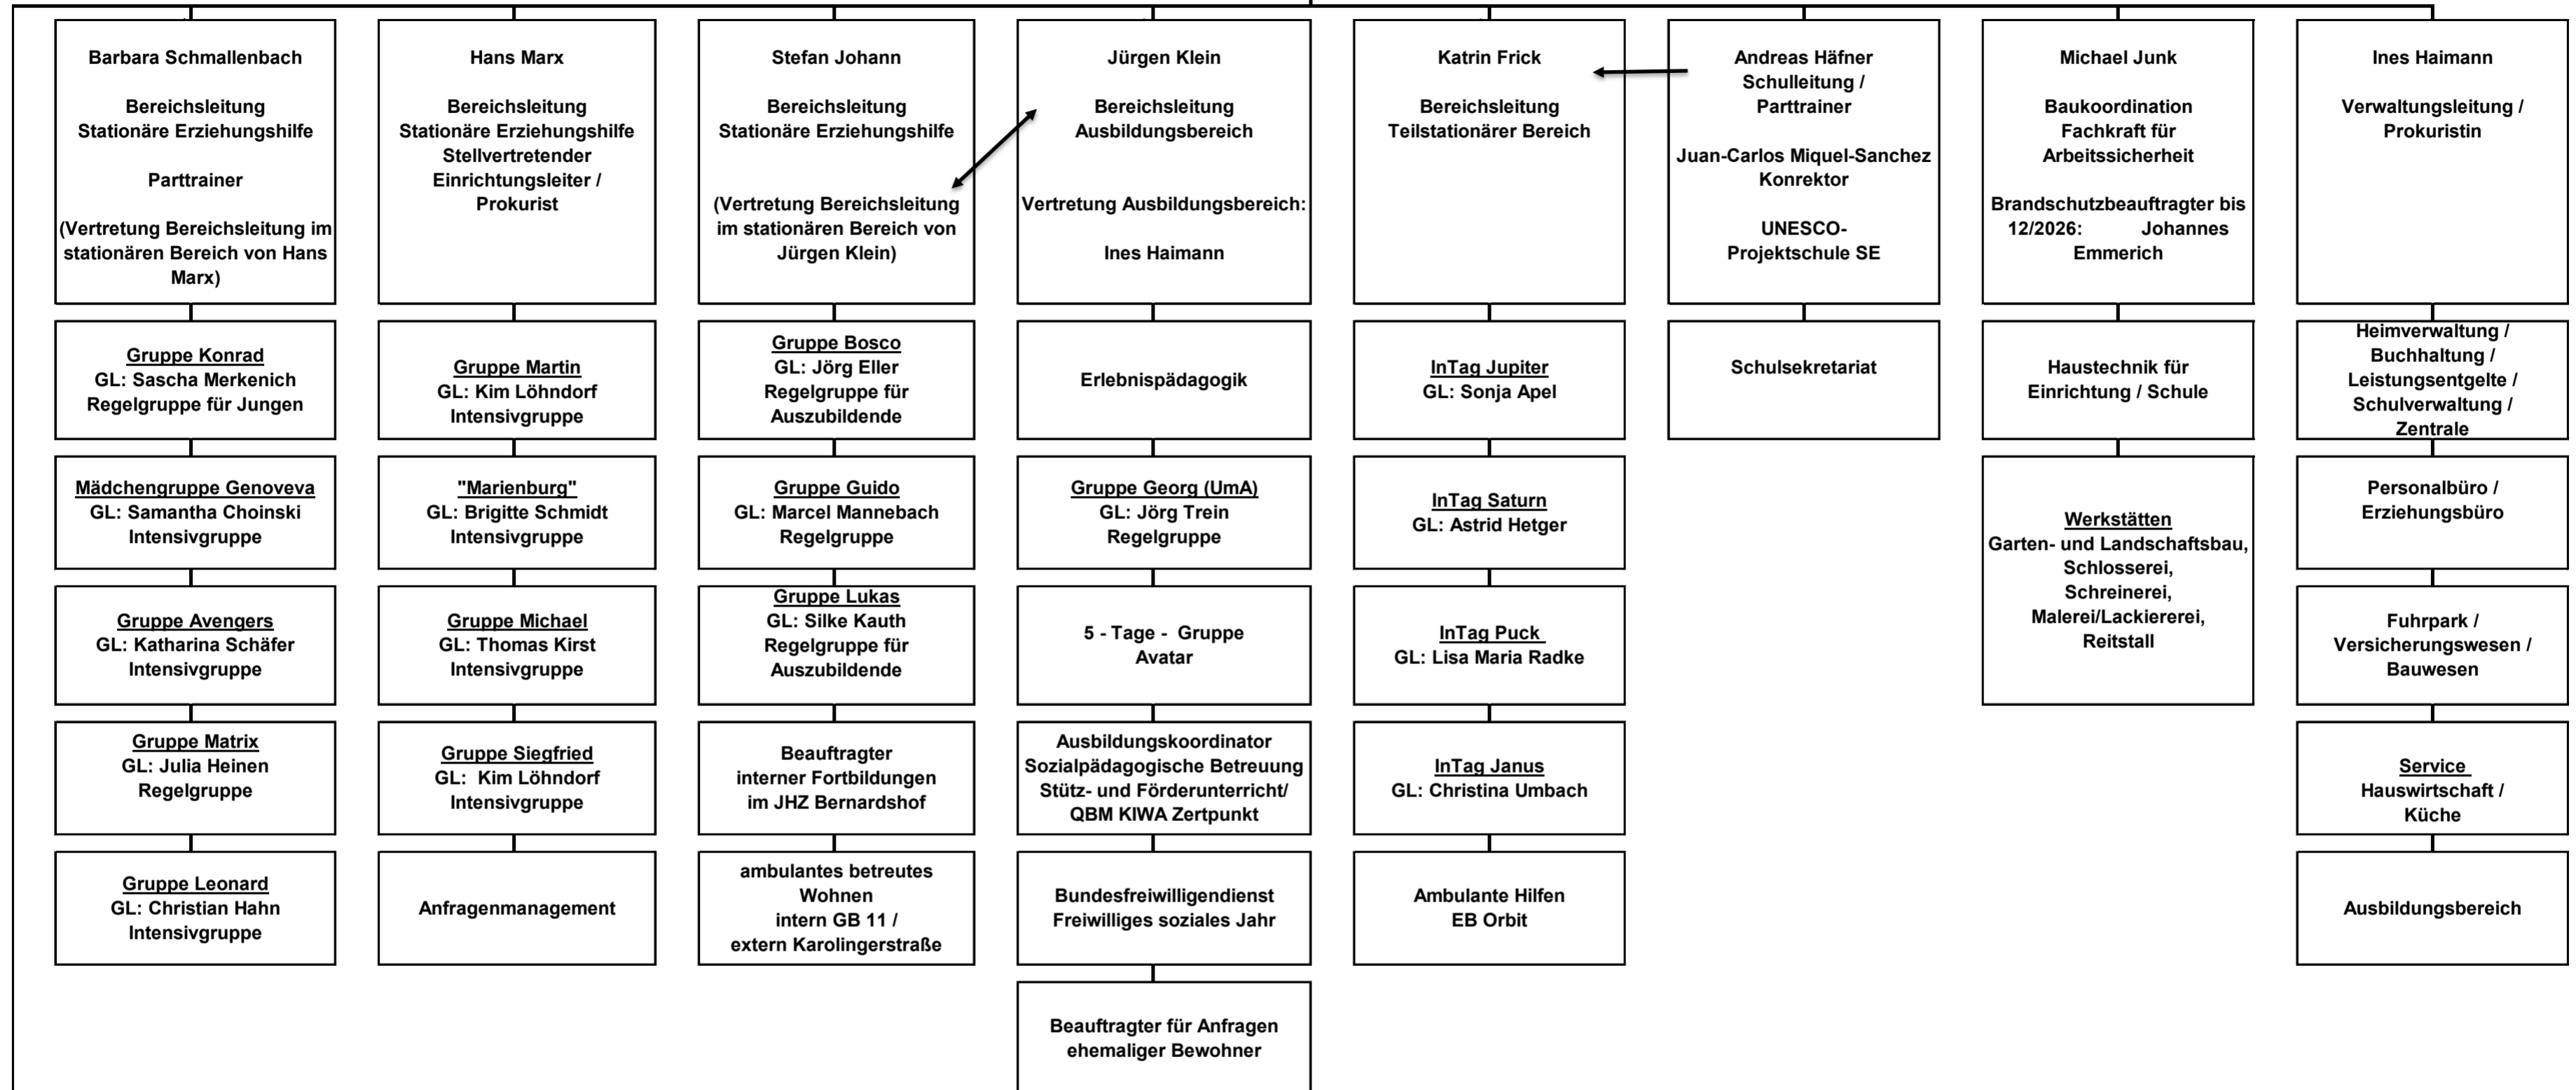 Barbara Schmallenbach
Bereichsleitung
Stationäre Erziehungshilfe
Parttrainer
(Vertretung Bereichsleitung im
stationären Bereich von Hans
Marx)
Gruppe Konrad
GL: Sascha Merkenich
Regelgruppe für Jungen
Mädchengruppe Genoveva
GL: Samantha Choinski
Intensivgruppe
Gruppe Avengers
GL: Katharina Schäfer
Intensivgruppe
Gruppe Matrix
GL: Julia Heinen
Regelgruppe
Gruppe Leonard
GL: Christian Hahn
Intensivgruppe
Hans Marx
Bereichsleitung
Stationäre Erziehungshilfe
Stellvertretender
Einrichtungsleiter /
Prokurist
Gruppe Martin
GL: Kim Löhndorf
Intensivgruppe
"Marienburg"
GL: Brigitte Schmidt
Intensivgruppe
Gruppe Michael
GL: Thomas Kirst
Intensivgruppe
Gruppe Siegfried
GL: Kim Löhndorf
Intensivgruppe
Anfragenmanagement
Stefan Johann
Bereichsleitung
Stationäre Erziehungshilfe
(Vertretung Bereichsleitung
im stationären Bereich von
Jürgen Klein)
Gruppe Bosco
GL: Jörg Eller
Regelgruppe für
Auszubildende
Gruppe Guido
GL: Marcel Mannebach
Regelgruppe
Gruppe Lukas
GL: Silke Kauth
Regelgruppe für
Auszubildende
Beauftragter
interner Fortbildungen
im JHZ Bernardshof
ambulantes betreutes
Wohnen
intern GB 11 /
extern Karolingerstraße
Jürgen Klein
Bereichsleitung
Ausbildungsbereich
Vertretung Ausbildungsbereich:
Ines Haimann
Erlebnispädagogik
Gruppe Georg (UmA)
GL: Jörg Trein
Regelgruppe
5 - Tage - Gruppe
Avatar
Ausbildungskoordinator
Sozialpädagogische Betreuung
Stütz- und Förderunterricht/
QBM KIWA Zertpunkt
Bundesfreiwilligendienst
Freiwilliges soziales Jahr
Beauftragter für Anfragen
ehemaliger Bewohner
Katrin Frick
Bereichsleitung
Teilstationärer Bereich
InTag Jupiter
GL: Sonja Apel
InTag Saturn
GL: Astrid Hetger
InTag Puck
GL: Lisa Maria Radke
InTag Janus
GL: Christina Umbach
Ambulante Hilfen
EB Orbit
Andreas Häfner
Schulleitung /
Parttrainer
Juan-Carlos Miquel-Sanchez
Konrektor
UNESCO-
Projektschule SE
Schulsekretariat
Michael Junk
Baukoordination
Fachkraft für
Arbeitssicherheit
Brandschutzbeauftragter bis
12/2026: Johannes
Emmerich
Haustechnik für
Einrichtung / Schule
Werkstätten
Garten- und Landschaftsbau,
Schlosserei,
Schreinerei,
Malerei/Lackiererei,
Reitstall
Ines Haimann
Verwaltungsleitung /
Prokuristin
Heimverwaltung /
Buchhaltung /
Leistungsentgelte /
Schulverwaltung /
Zentrale
Personalbüro /
Erziehungsbüro
Fuhrpark /
Versicherungswesen /
Bauwesen
Service
Hauswirtschaft /
Küche
Ausbildungsbereich